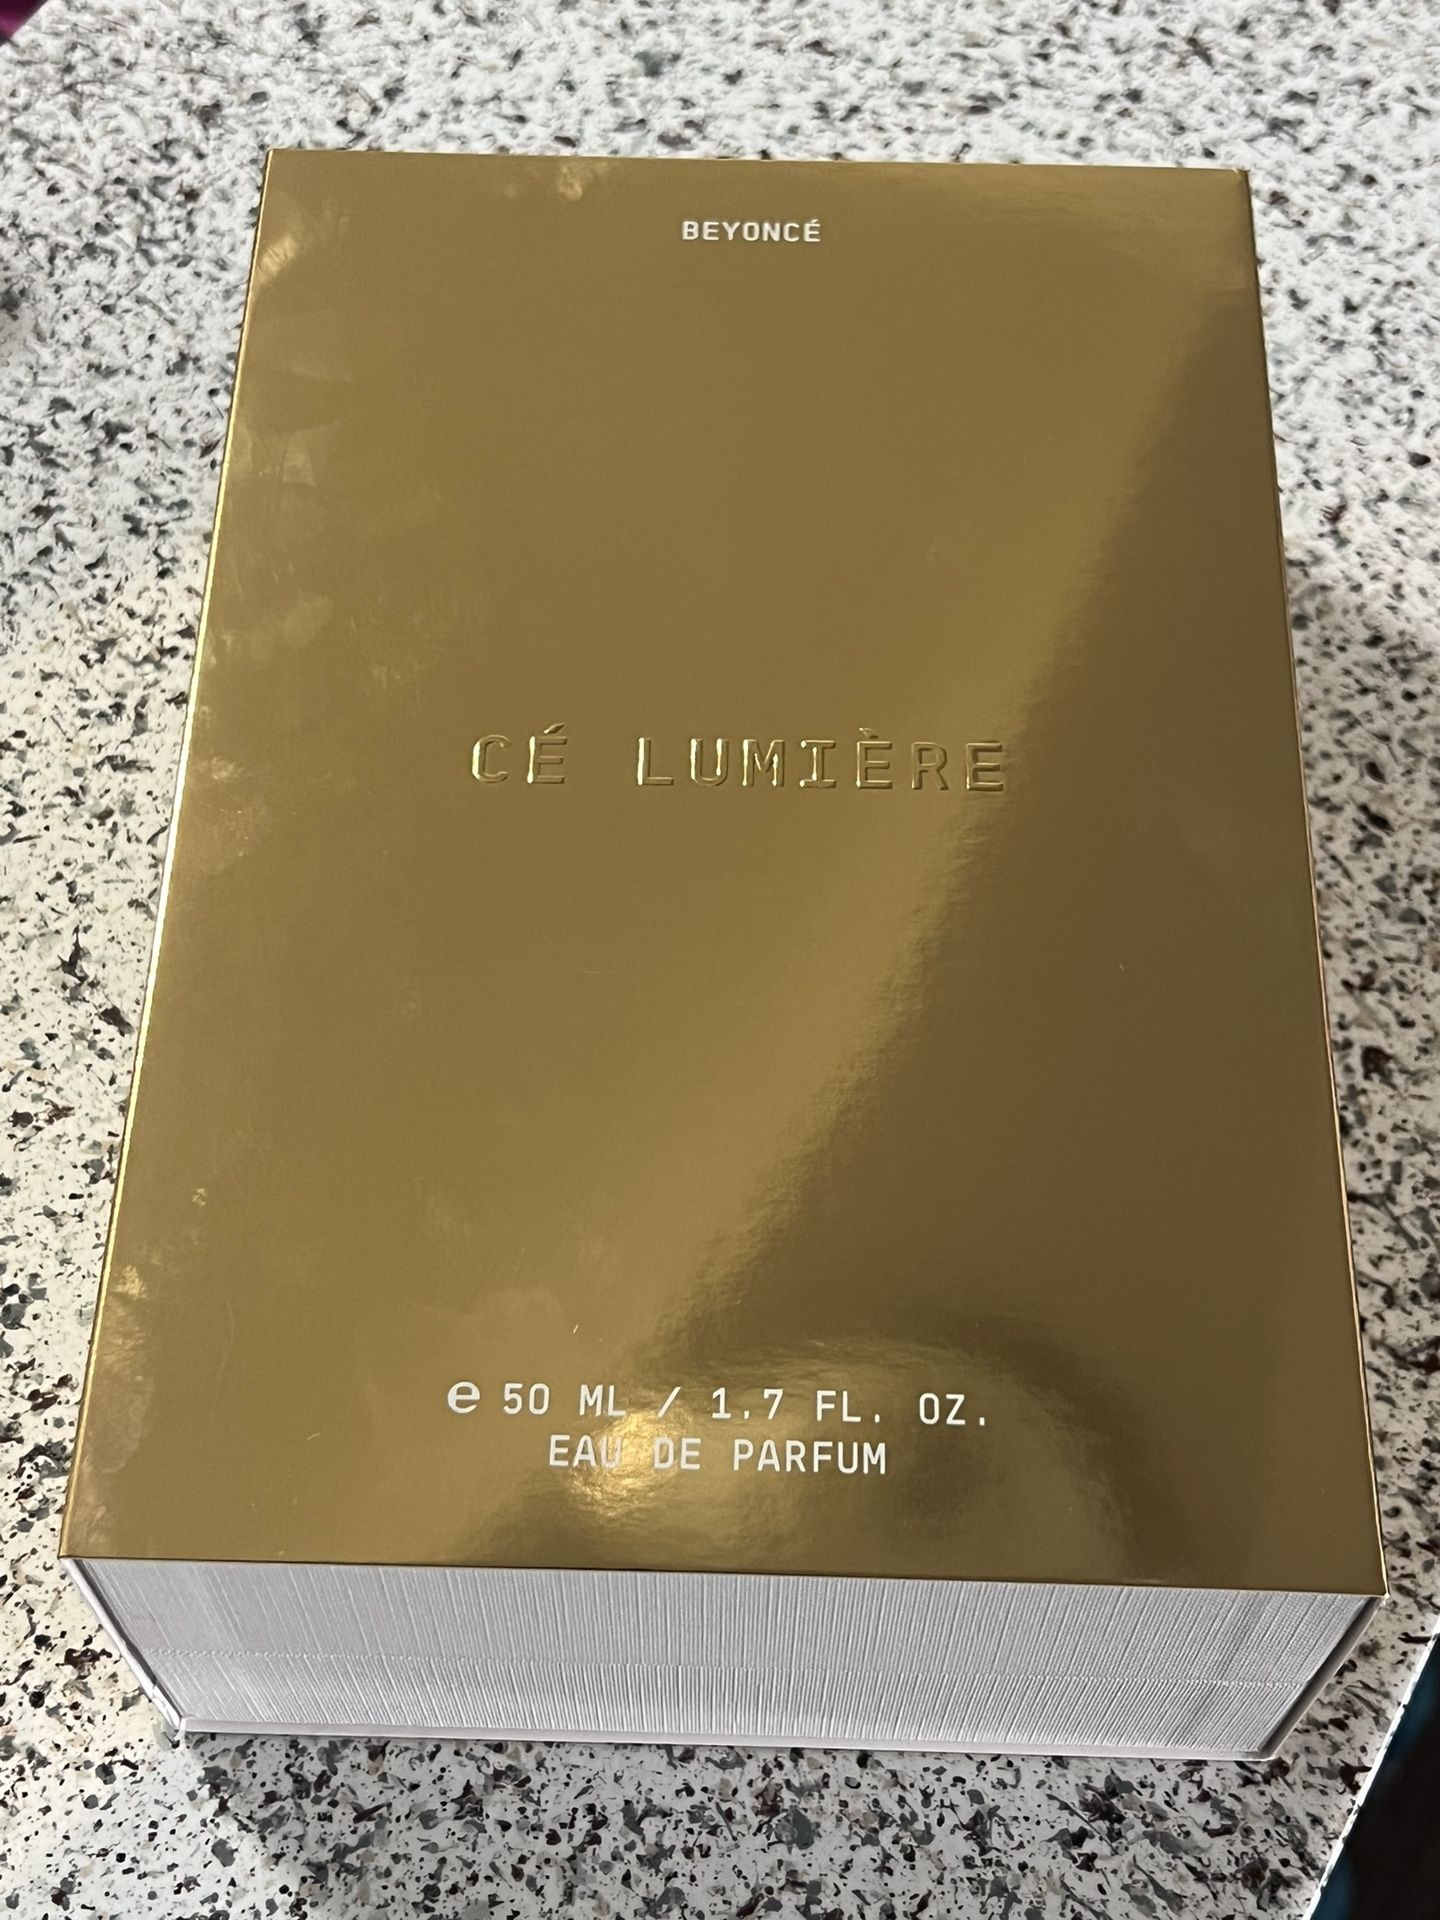 BEYONCÉ
CÉ LUMIÈRE
℮ 50 ML / 1.7 FL. OZ.
EAU DE PARFUM